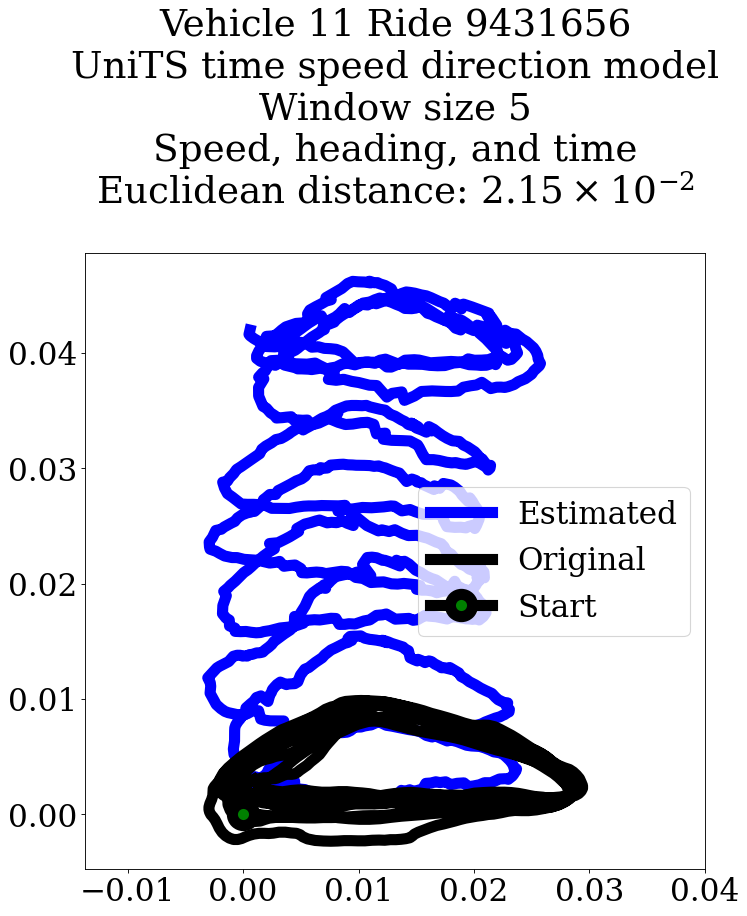 Vehicle 11 Ride 9431656
UniTS time speed direction model
Window size 5
Speed, heading, and time
Euclidean distance: $2.15 \times 10^{-2}$
0.04
0.03
0.02
0.01
0.00
Estimated
Original
Start
−0.01 0.00 0.01 0.02 0.03 0.04